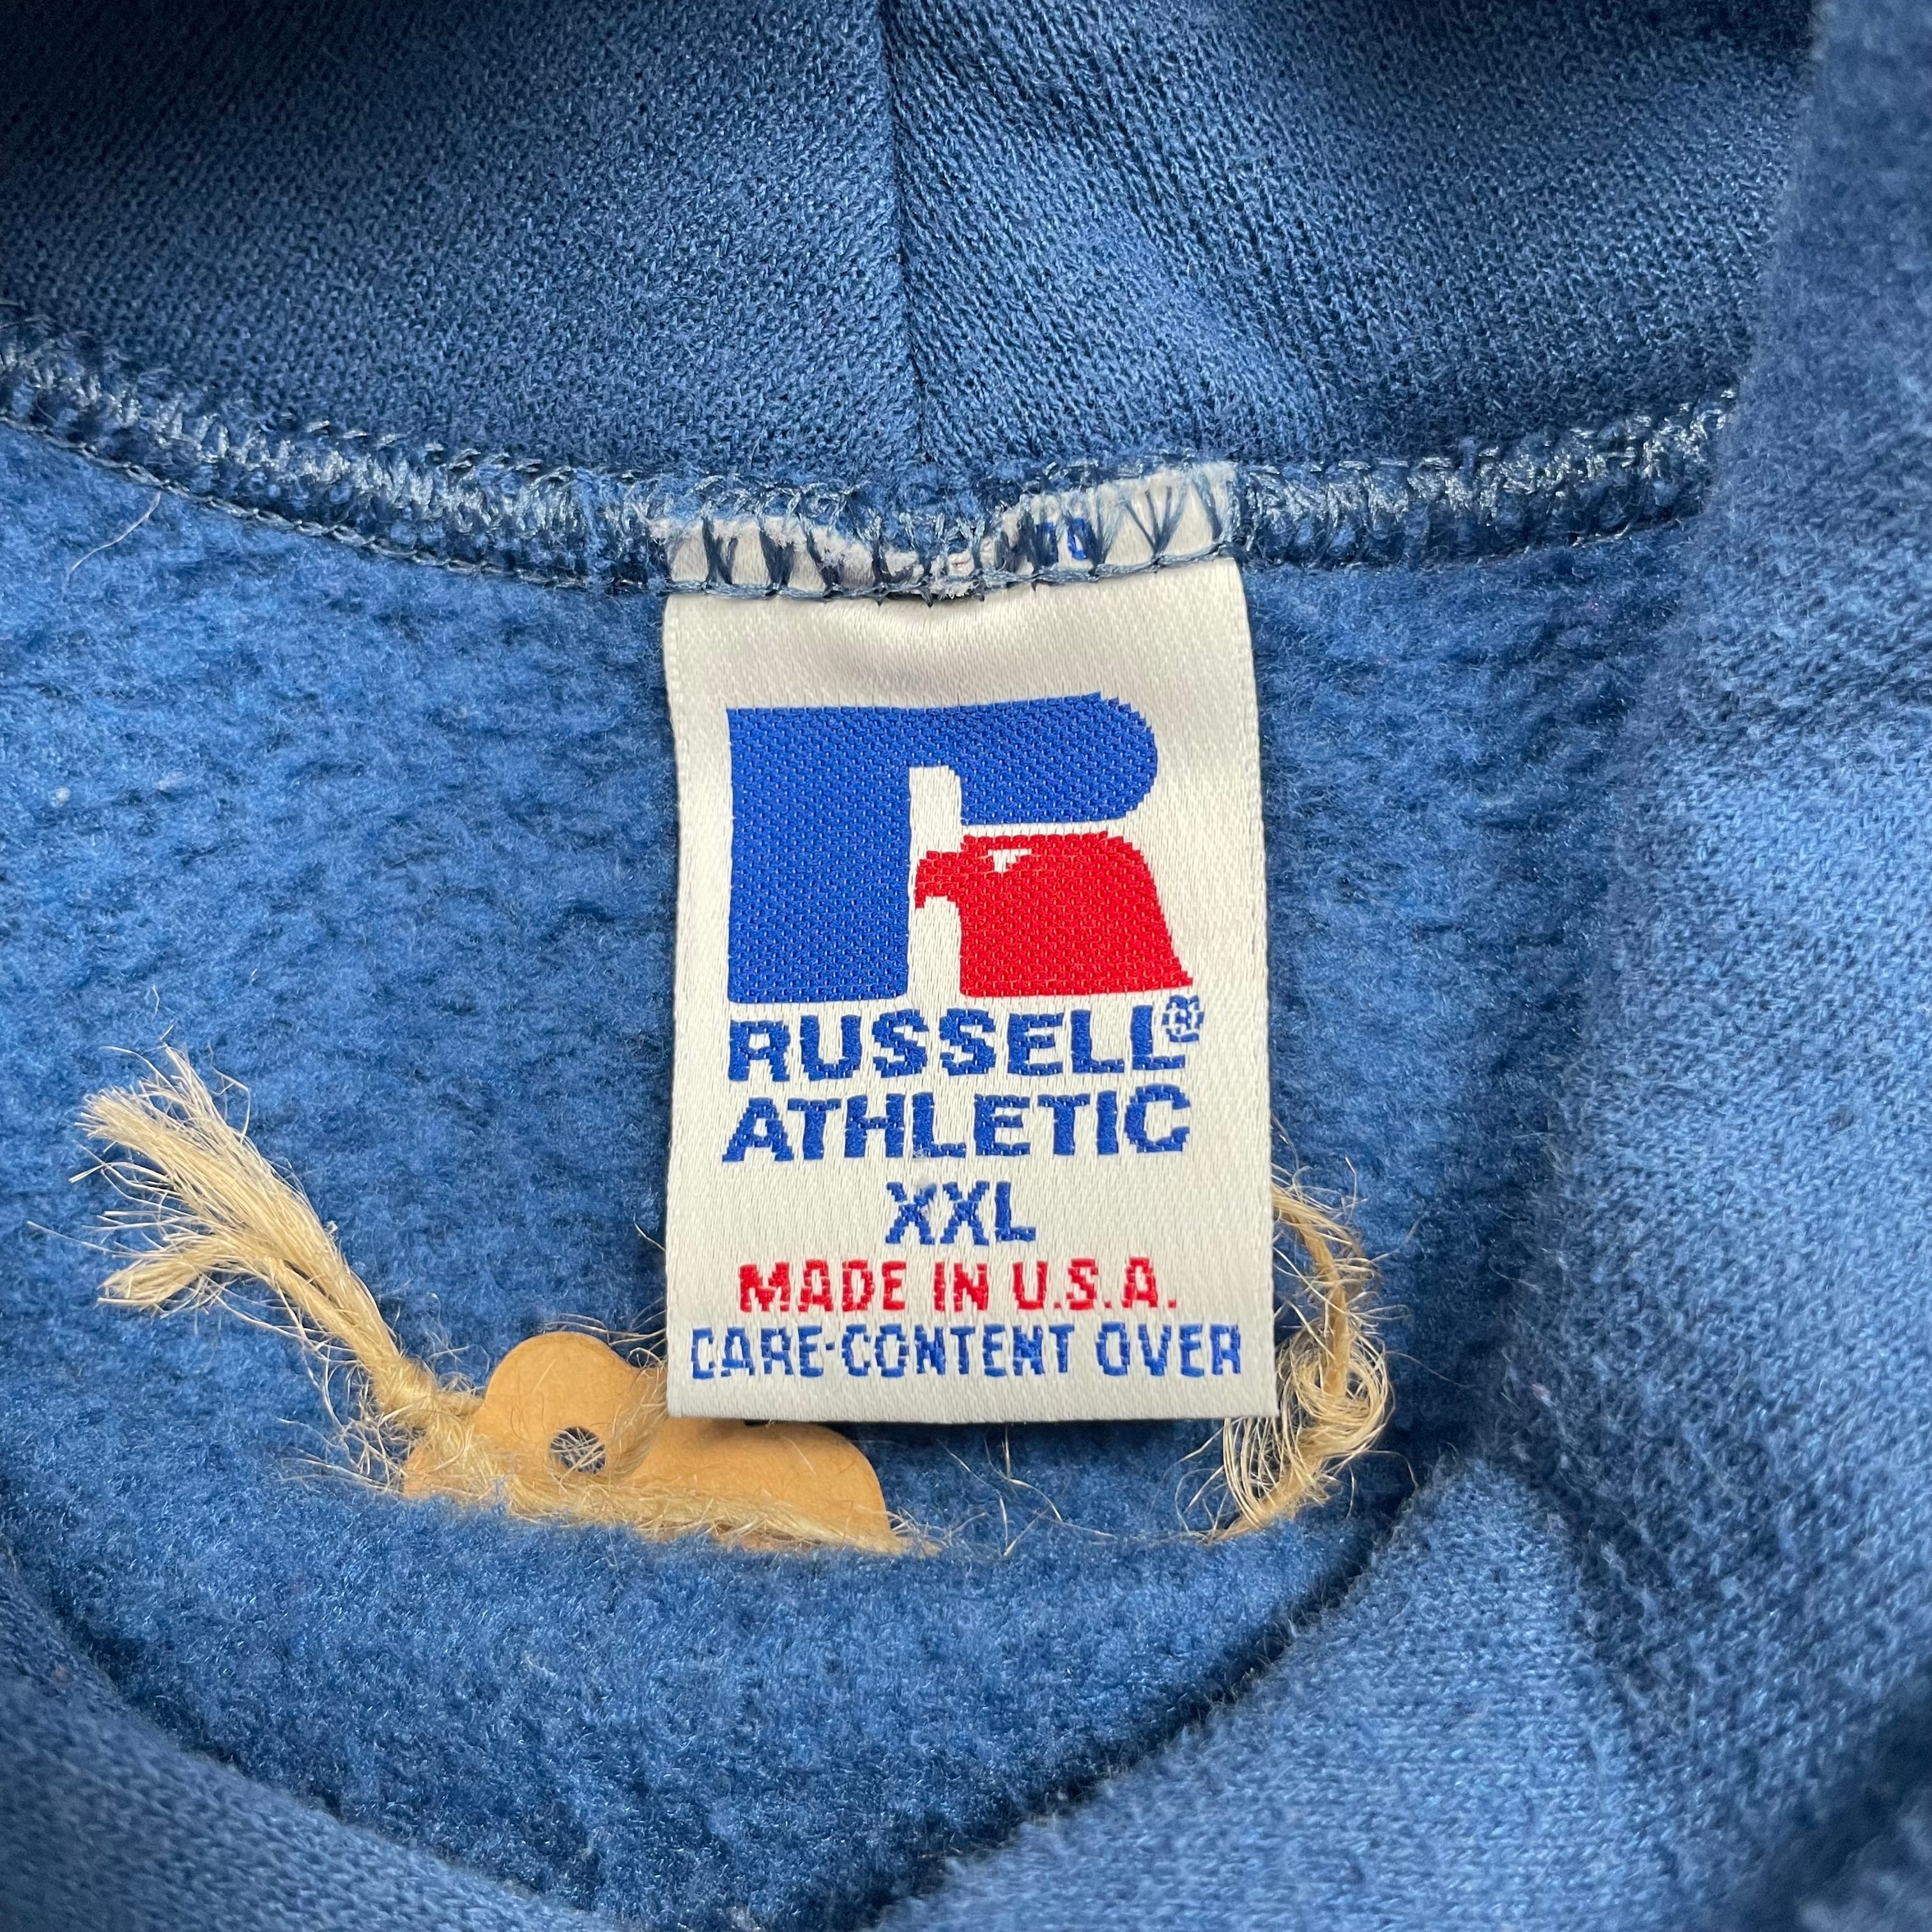 RUSSELL®
ATHLETIC
XXL
MADE IN U.S.A.
CARE·CONTENT OVER